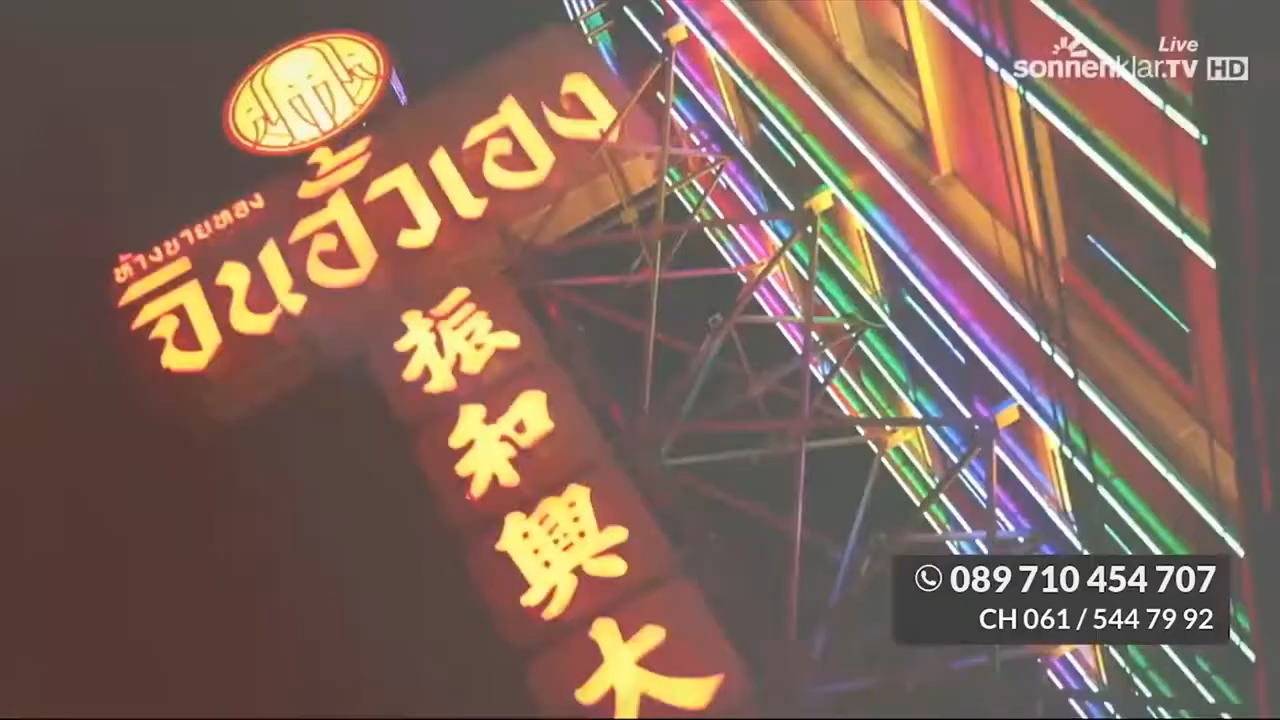 Live
sonnenklar.TV HD
ห้างขายทอง
จินฮั้วเฮง
振
和
興
大
089 710 454 707
CH 061 / 544 79 92